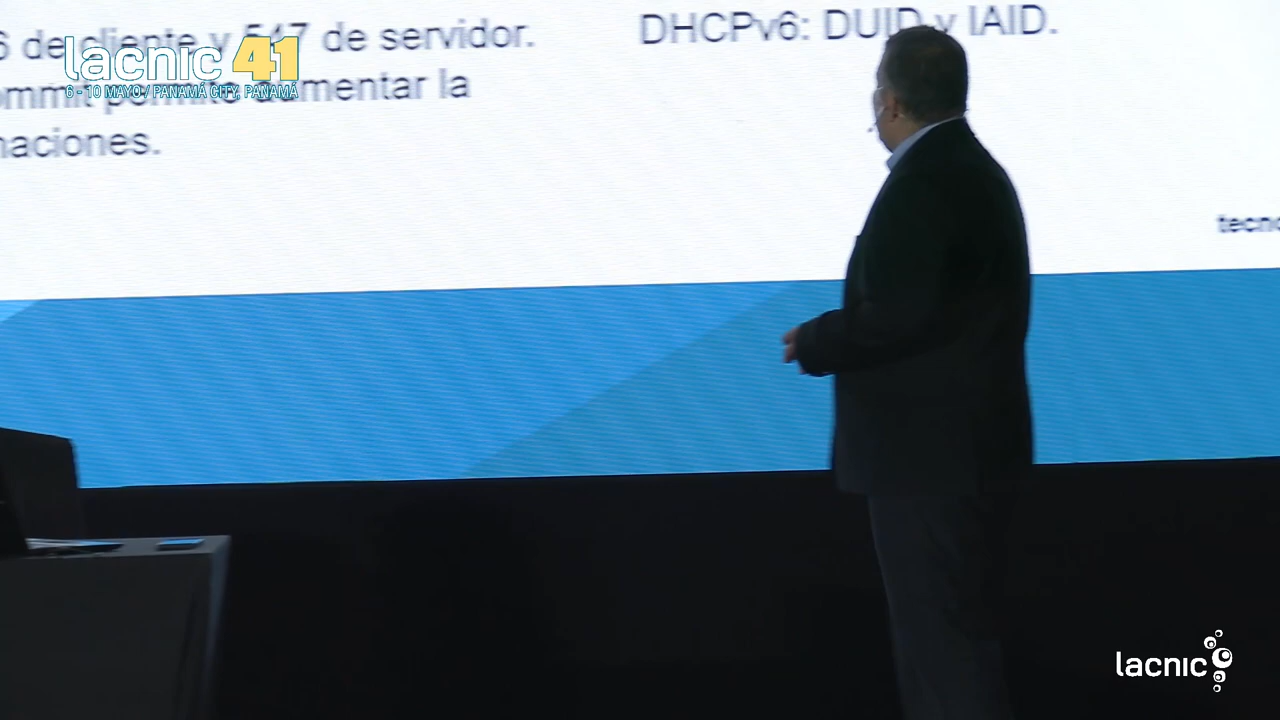 6 de cliente y 547 de servidor.
ommit permite aumentar la
naciones.
DHCPv6: DUID y IAID.
tecno
lacnic 41
6 - 10 MAYO / PANAMÁ CITY, PANAMÁ
lacnic